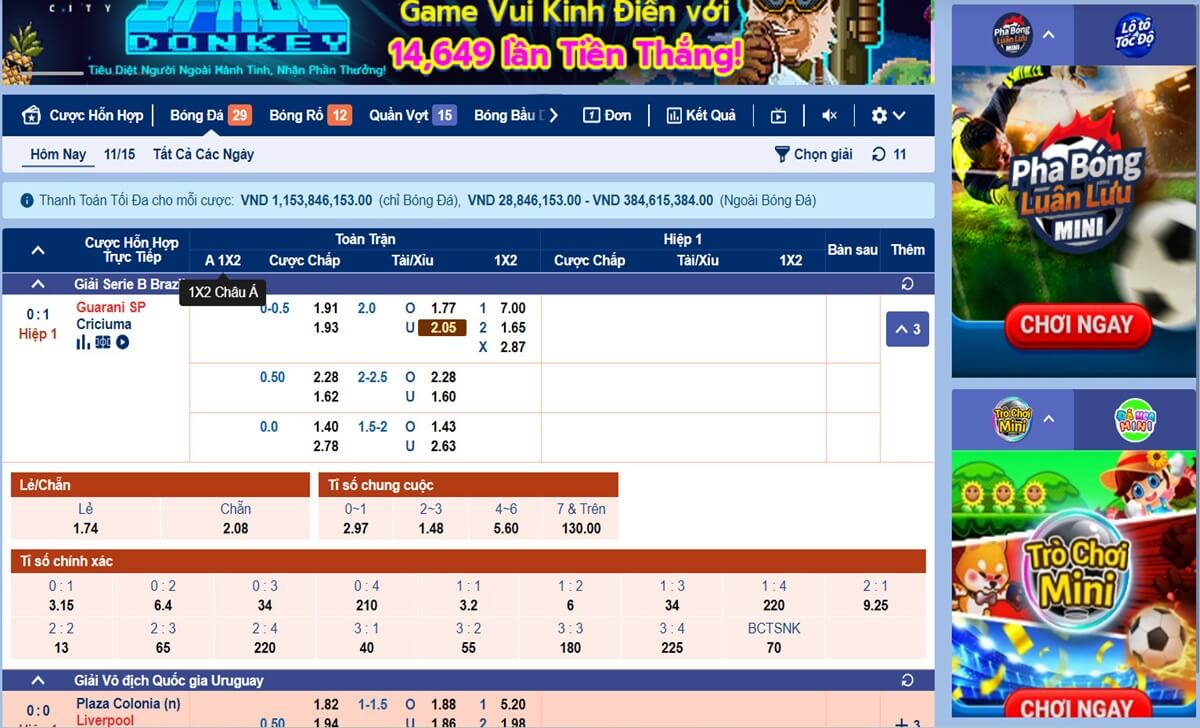 CITY
SPACE
DONKEY
Tiêu Diệt Người Ngoài Hành Tinh, Nhận Phần Thưởng!
Game Vui Kinh Điển với
14,649 lần Tiền Thắng!
Cược Hỗn Hợp Bóng Đá 29 Bóng Rổ 12 Quần Vợt 15 Bóng Bầu 1 Đơn Kết Quả
Hôm Nay 11/15 Tất Cả Các Ngày Chọn giải 11
Thanh Toán Tối Đa cho mỗi cược: VND 1,153,846,153.00 (chỉ Bóng Đá), VND 28,846,153.00 - VND 384,615,384.00 (Ngoài Bóng Đá)
Cược Hỗn Hợp Trực Tiếp
Toàn Trận Hiệp 1 Bàn sau Thêm
A 1X2 Cược Chấp Tài/Xỉu 1X2 Cược Chấp Tài/Xỉu 1X2
Giải Serie B Brazil
1X2 Châu Á
0:1 Guarani SP 0-0.5 1.91 2.0 O 1.77 1 7.00
Hiệp 1 Criciuma 1.93 U 2.05 2 1.65 3
X 2.87
0.50 2.28 2-2.5 O 2.28
1.62 U 1.60
0.0 1.40 1.5-2 O 1.43
2.78 U 2.63
Lẻ/Chẵn
Lẻ Chẵn
1.74 2.08
Tỉ số chung cuộc
0~1 2~3 4~6 7 & Trên
2.97 1.48 5.60 130.00
Tỉ số chính xác
0 : 1 0 : 2 0 : 3 0 : 4 1 : 1 1 : 2 1 : 3 1 : 4 2 : 1
3.15 6.4 34 210 3.2 6 34 220 9.25
2 : 2 2 : 3 2 : 4 3 : 1 3 : 2 3 : 3 3 : 4 BCTSNK
13 65 220 40 55 180 225 70
Giải Vô địch Quốc gia Uruguay
0:0 Plaza Colonia (n) 1.82 1-1.5 O 1.88 1 5.20
Hiệp 1 Liverpool 0.50 1.94 U 1.86 2 1.98 3
Pha Bóng
Luân Lưu
MINI
Lô tô
Tốc Độ
Pha Bóng
Luân Lưu
MINI
CHƠI NGAY
Trò Chơi
Mini
MINI
Trò Chơi
Mini
CHƠI NGAY